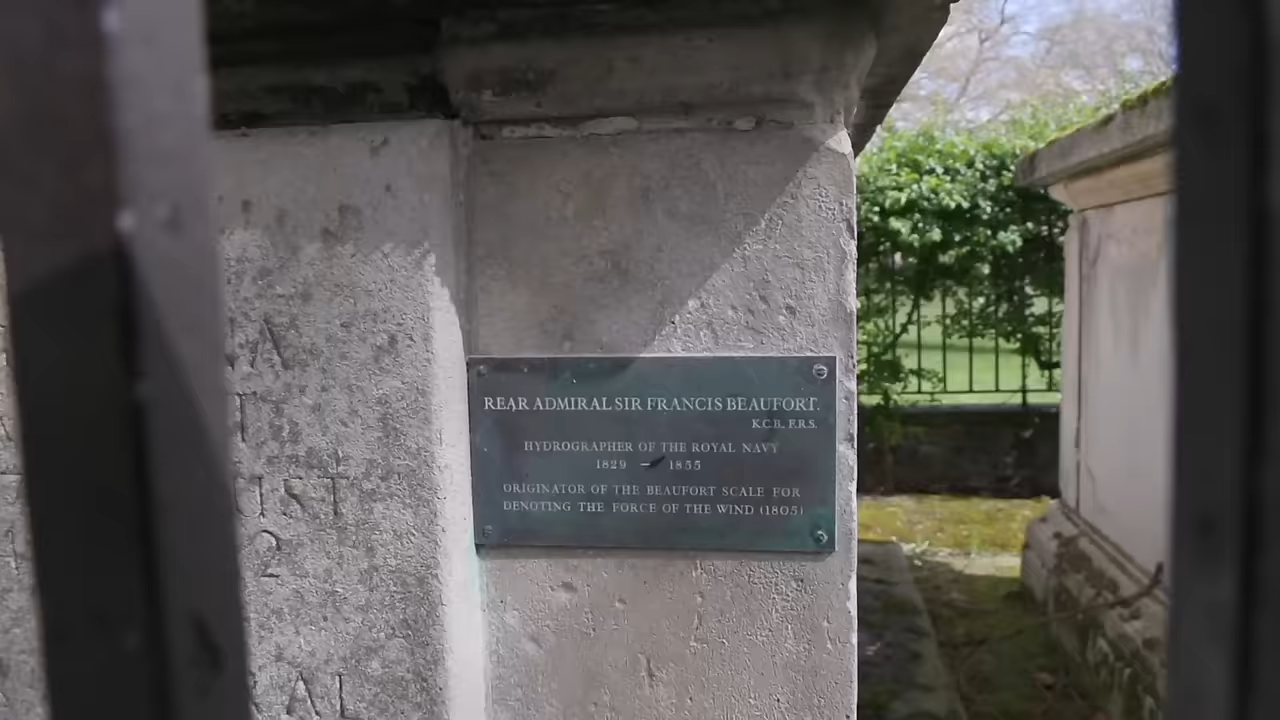 REAR ADMIRAL SIR FRANCIS BEAUFORT.
K.C.B., F.R.S.
HYDROGRAPHER OF THE ROYAL NAVY
1829 — 1855
ORIGINATOR OF THE BEAUFORT SCALE FOR
DENOTING THE FORCE OF THE WIND (1805)